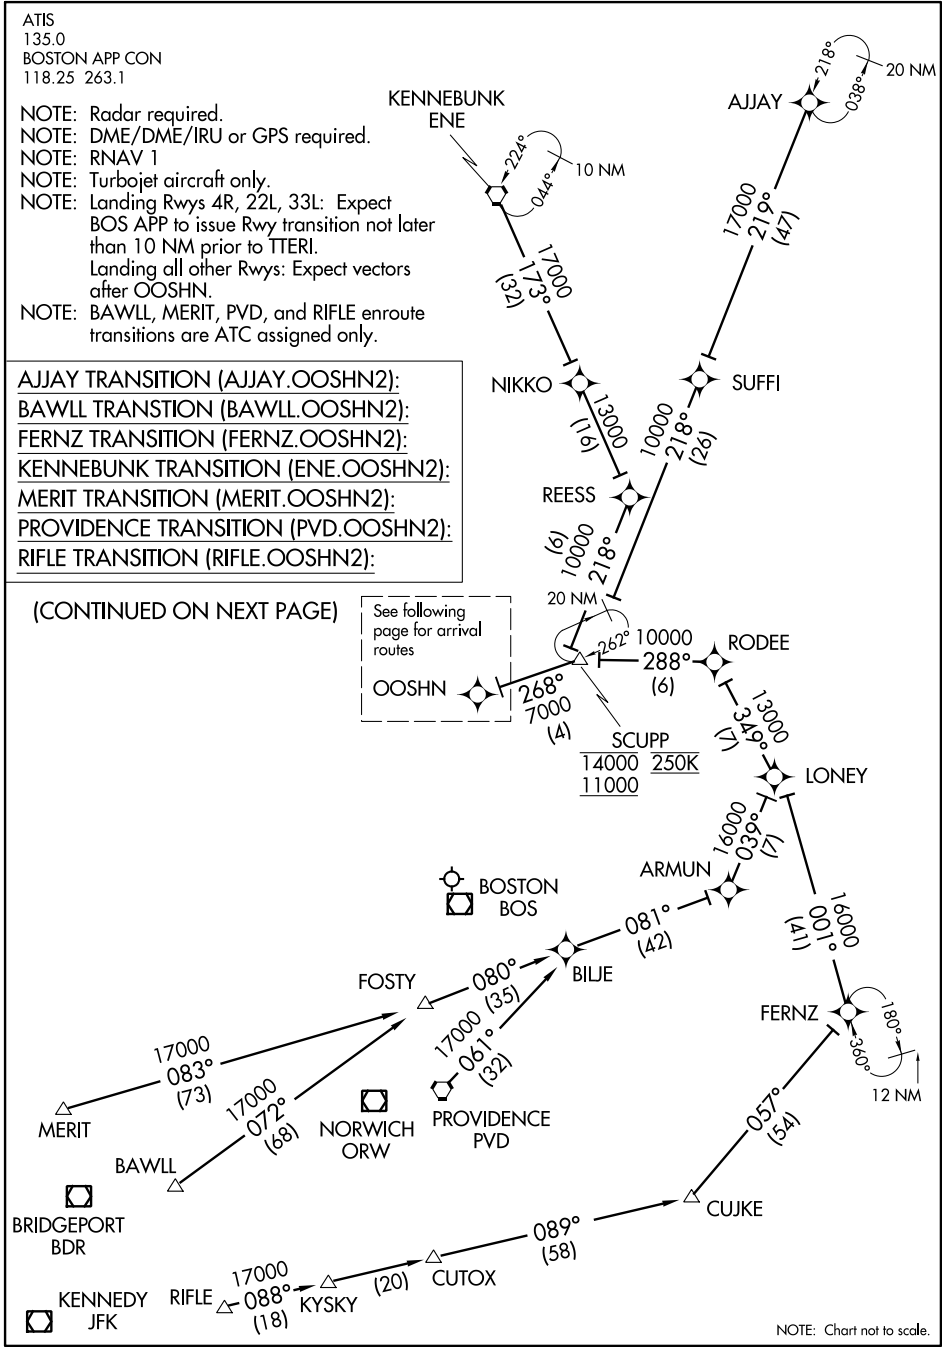 ATIS
135.0
BOSTON APP CON
118.25 263.1
NOTE: Radar required.
NOTE: DME/DME/IRU or GPS required.
NOTE: RNAV 1
NOTE: Turbojet aircraft only.
NOTE: Landing Rwys 4R, 22L, 33L: Expect
BOS APP to issue Rwy transition not later
than 10 NM prior to TTERI.
Landing all other Rwys: Expect vectors
after OOSHN.
NOTE: BAWLL, MERIT, PVD, and RIFLE enroute
transitions are ATC assigned only.
AJJAY TRANSITION (AJJAY.OOSHN2):
BAWLL TRANSTION (BAWLL.OOSHN2):
FERNZ TRANSITION (FERNZ.OOSHN2):
KENNEBUNK TRANSITION (ENE.OOSHN2):
MERIT TRANSITION (MERIT.OOSHN2):
PROVIDENCE TRANSITION (PVD.OOSHN2):
RIFLE TRANSITION (RIFLE.OOSHN2):
(CONTINUED ON NEXT PAGE)
KENNEBUNK
ENE
224°
044°
10 NM
17000
173°
(32)
AJJAY
218°
038°
20 NM
17000
219°
(47)
NIKKO
13000
(16)
SUFFI
10000
218°
(26)
REESS
(6)
10000
218°
20 NM
262°
See following
page for arrival
routes
OOSHN
268°
7000
(4)
10000
288°
(6)
RODEE
SCUPP
14000 250K
11000
13000
349°
(7)
LONEY
16000
039°
(7)
ARMUN
BOSTON
BOS
081°
(42)
BILJE
16000
001°
(41)
FERNZ
180°
360°
12 NM
FOSTY
080°
(35)
17000
061°
(32)
17000
083°
(73)
MERIT
17000
072°
(68)
BAWLL
NORWICH
ORW
PROVIDENCE
PVD
057°
(54)
BRIDGEPORT
BDR
CUJKE
089°
(58)
CUTOX
(20)
KYSKY
17000
088°
(18)
RIFLE
KENNEDY
JFK
NOTE: Chart not to scale.